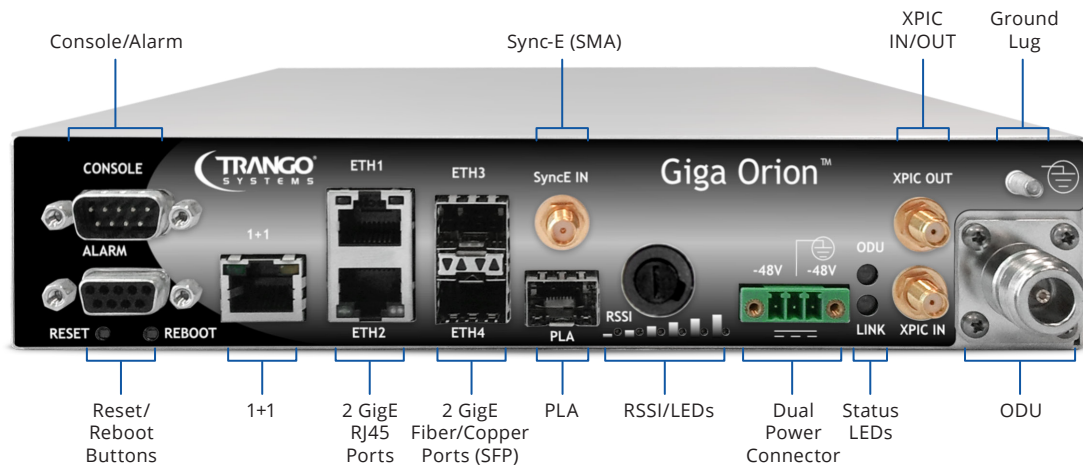 Console/Alarm
Sync-E (SMA)
XPIC
IN/OUT
Ground
Lug
CONSOLE
TRANGO®
SYSTEMS
ETH1
ETH3
SyncE IN
Giga Orion™
XPIC OUT
ALARM
1+1
ODU
-48V
-48V
RSSI
RESET
REBOOT
ETH2
ETH4
PLA
LINK
XPIC IN
Reset/
Reboot
Buttons
1+1
2 GigE
RJ45
Ports
2 GigE
Fiber/Copper
Ports (SFP)
PLA
RSSI/LEDs
Dual
Power
Connector
Status
LEDs
ODU